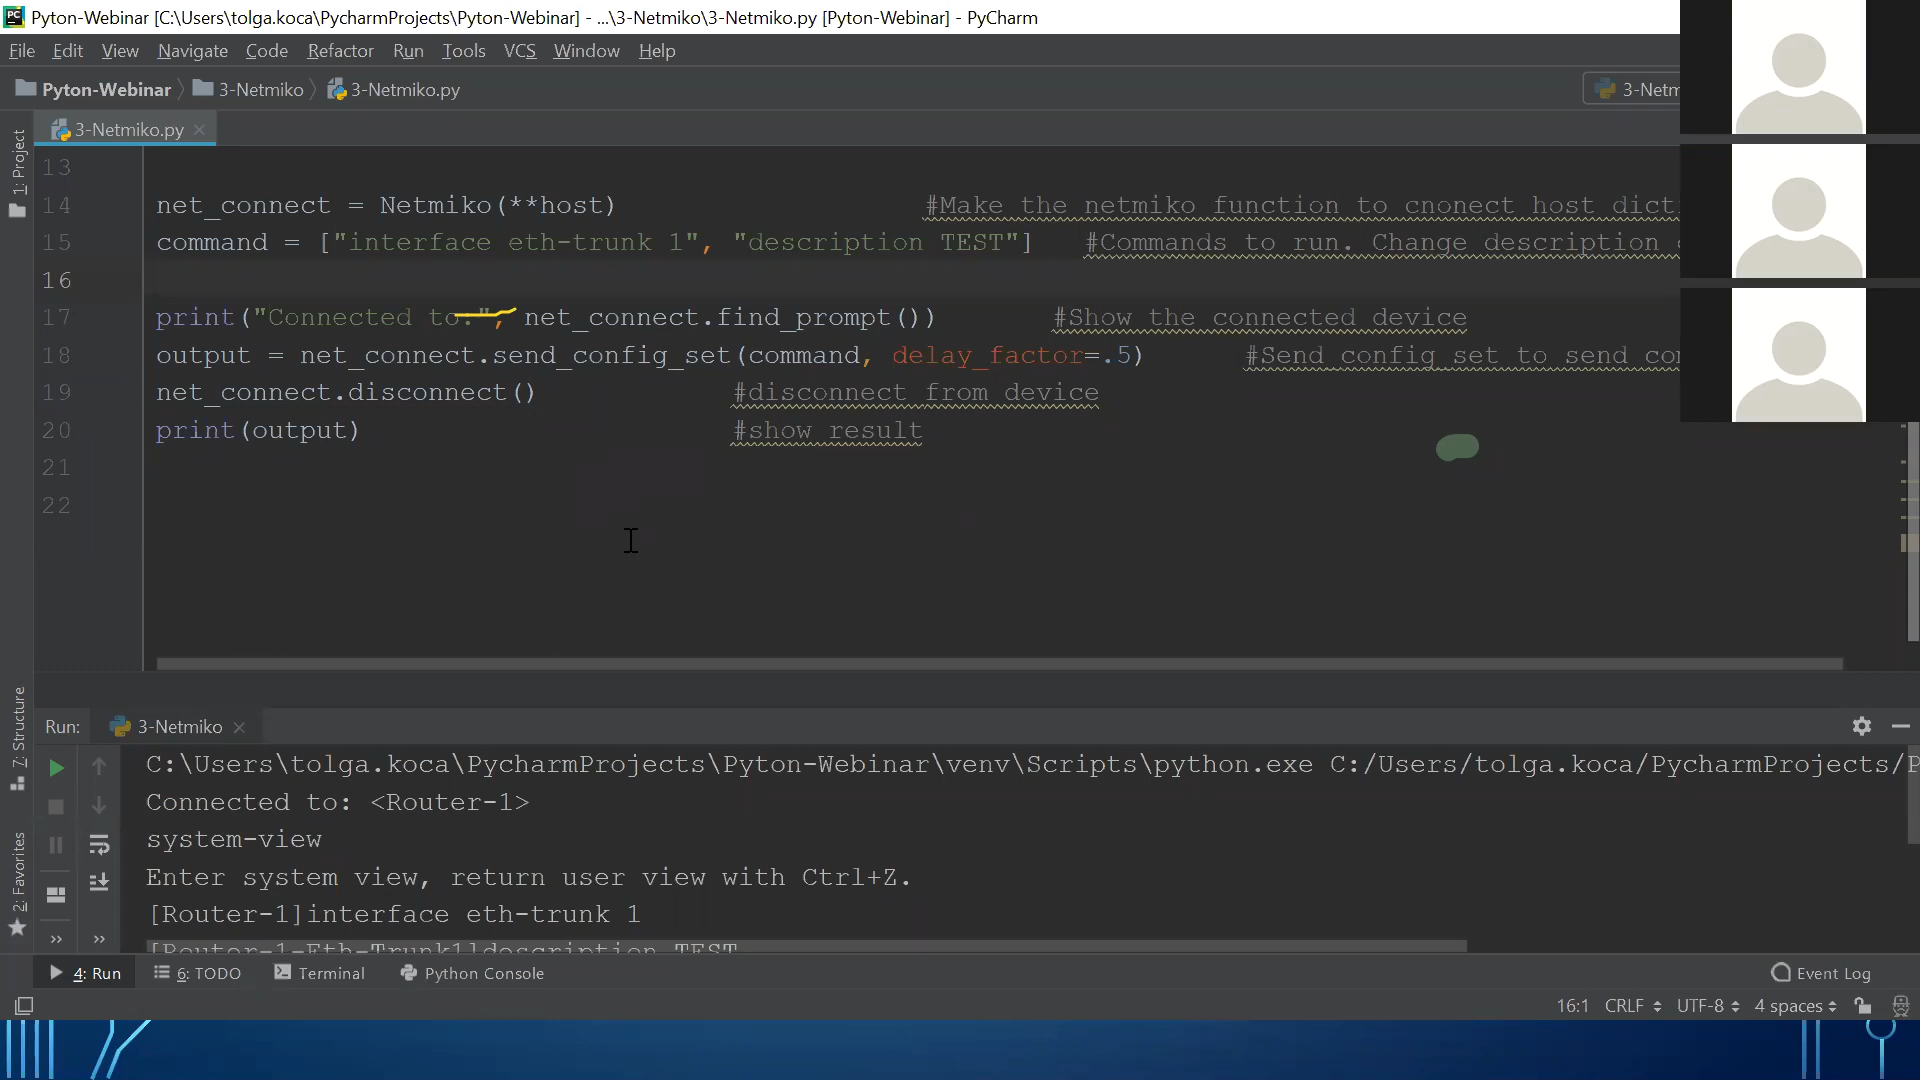 Pyton-Webinar [C:\Users\tolga.koca\PycharmProjects\Pyton-Webinar] - ...\3-Netmiko\3-Netmiko.py [Pyton-Webinar] - PyCharm
File Edit View Navigate Code Refactor Run Tools VCS Window Help
Pyton-Webinar 3-Netmiko 3-Netmiko.py 3-Netm
3-Netmiko.py
1: Project
13
14 net_connect = Netmiko(**host) #Make the netmiko function to cnonect host dict
15 command = ["interface eth-trunk 1", "description TEST"] #Commands to run. Change description
16
17 print("Connected to:", net_connect.find_prompt()) #Show the connected device
18 output = net_connect.send_config_set(command, delay_factor=.5) #Send config set to send co
19 net_connect.disconnect() #disconnect from device
20 print(output) #show result
21
22
7: Structure
2: Favorites
Run: 3-Netmiko
C:\Users\tolga.koca\PycharmProjects\Pyton-Webinar\venv\Scripts\python.exe C:/Users/tolga.koca/PycharmProjects/P
Connected to: <Router-1>
system-view
Enter system view, return user view with Ctrl+Z.
[Router-1]interface eth-trunk 1
[Router-1-Eth-Trunk1]description TEST
4: Run 6: TODO Terminal Python Console Event Log
16:1 CRLF UTF-8 4 spaces